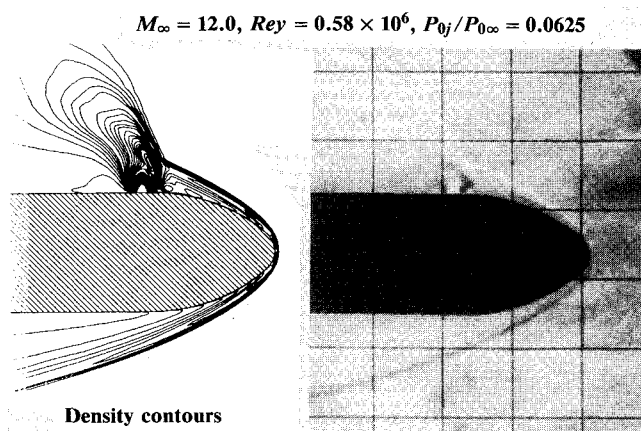 M∞ = 12.0, Rey = 0.58 × 10⁶, P₀ⱼ/P₀∞ = 0.0625
Density contours